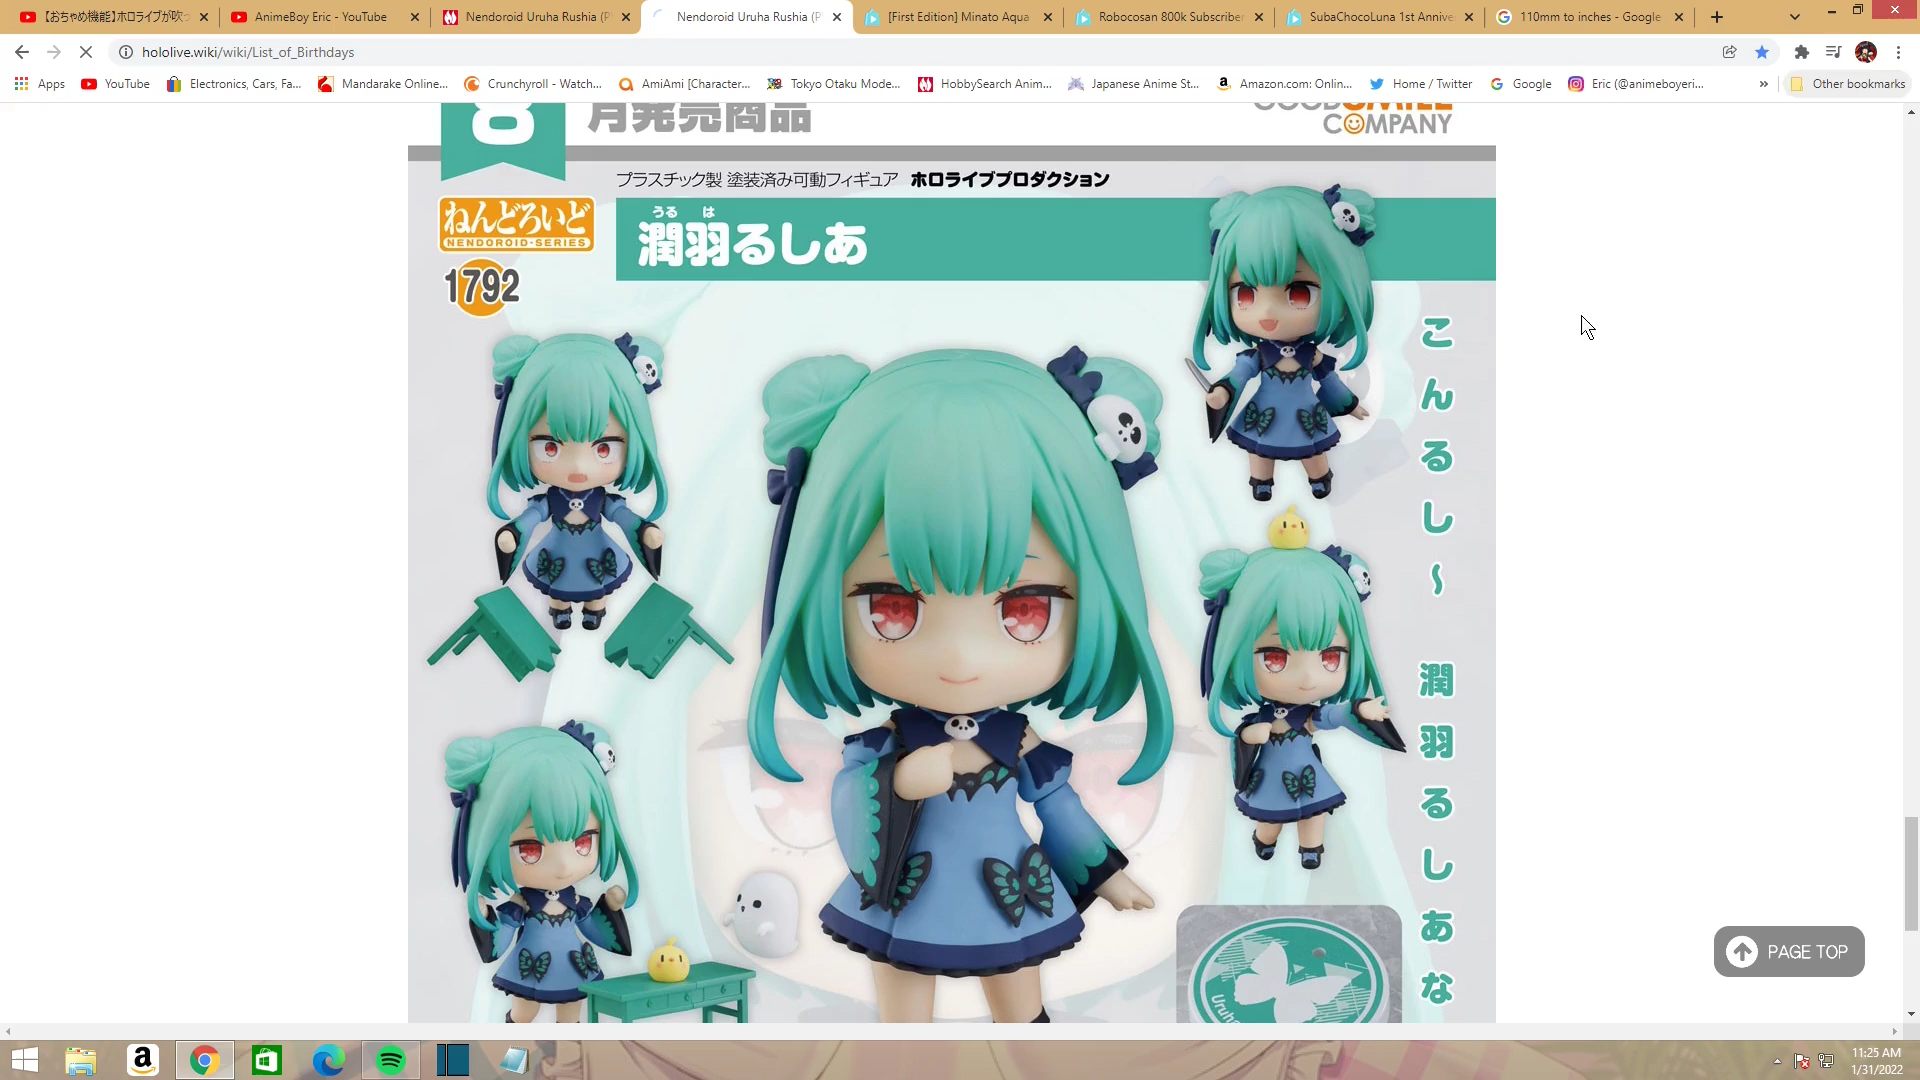 【おちゃめ機能】ホロライブが吹っ
AnimeBoy Eric - YouTube
Nendoroid Uruha Rushia (P
Nendoroid Uruha Rushia (P
[First Edition] Minato Aqua
Robocosan 800k Subscriber
SubaChocoLuna 1st Annive
110mm to inches - Google
hololive.wiki/wiki/List_of_Birthdays
Apps
YouTube
Electronics, Cars, Fa...
Mandarake Online...
Crunchyroll - Watch...
AmiAmi [Character...
Tokyo Otaku Mode...
HobbySearch Anim...
Japanese Anime St...
Amazon.com: Onlin...
Home / Twitter
Google
Eric (@animeboyeri...
»
Other bookmarks
8
月発売商品
GOODSMILE
COMPANY
プラスチック製 塗装済み可動フィギュア ホロライブプロダクション
ねんどろいど
NENDOROID-SERIES
うる は
潤羽るしあ
1792
こんるし～ 潤羽るしあな
Uruha
PAGE TOP
11:25 AM
1/31/2022